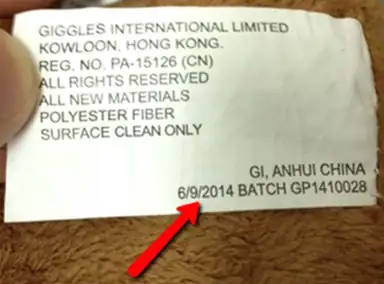 GIGGLES INTERNATIONAL LIMITED
KOWLOON, HONG KONG.
REG. NO. PA-15126 (CN)
ALL RIGHTS RESERVED
ALL NEW MATERIALS
POLYESTER FIBER
SURFACE CLEAN ONLY
GI, ANHUI CHINA
6/9/2014 BATCH GP1410028